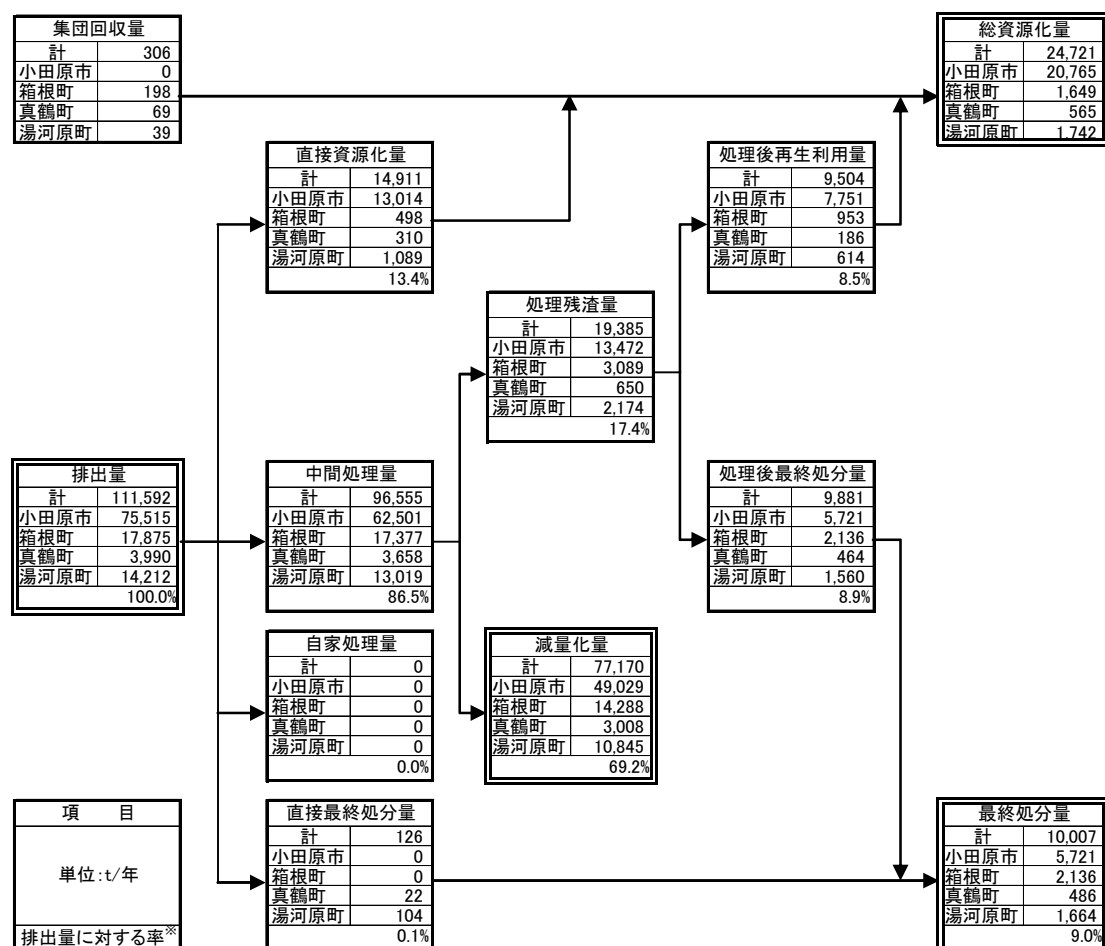 集団回収量
計 306
小田原市 0
箱根町 198
真鶴町 69
湯河原町 39
総資源化量
計 24,721
小田原市 20,765
箱根町 1,649
真鶴町 565
湯河原町 1,742
直接資源化量
計 14,911
小田原市 13,014
箱根町 498
真鶴町 310
湯河原町 1,089
13.4%
処理後再生利用量
計 9,504
小田原市 7,751
箱根町 953
真鶴町 186
湯河原町 614
8.5%
処理残渣量
計 19,385
小田原市 13,472
箱根町 3,089
真鶴町 650
湯河原町 2,174
17.4%
排出量
計 111,592
小田原市 75,515
箱根町 17,875
真鶴町 3,990
湯河原町 14,212
100.0%
中間処理量
計 96,555
小田原市 62,501
箱根町 17,377
真鶴町 3,658
湯河原町 13,019
86.5%
処理後最終処分量
計 9,881
小田原市 5,721
箱根町 2,136
真鶴町 464
湯河原町 1,560
8.9%
自家処理量
計 0
小田原市 0
箱根町 0
真鶴町 0
湯河原町 0
0.0%
減量化量
計 77,170
小田原市 49,029
箱根町 14,288
真鶴町 3,008
湯河原町 10,845
69.2%
項　目
単位:t/年
排出量に対する率※
直接最終処分量
計 126
小田原市 0
箱根町 0
真鶴町 22
湯河原町 104
0.1%
最終処分量
計 10,007
小田原市 5,721
箱根町 2,136
真鶴町 486
湯河原町 1,664
9.0%